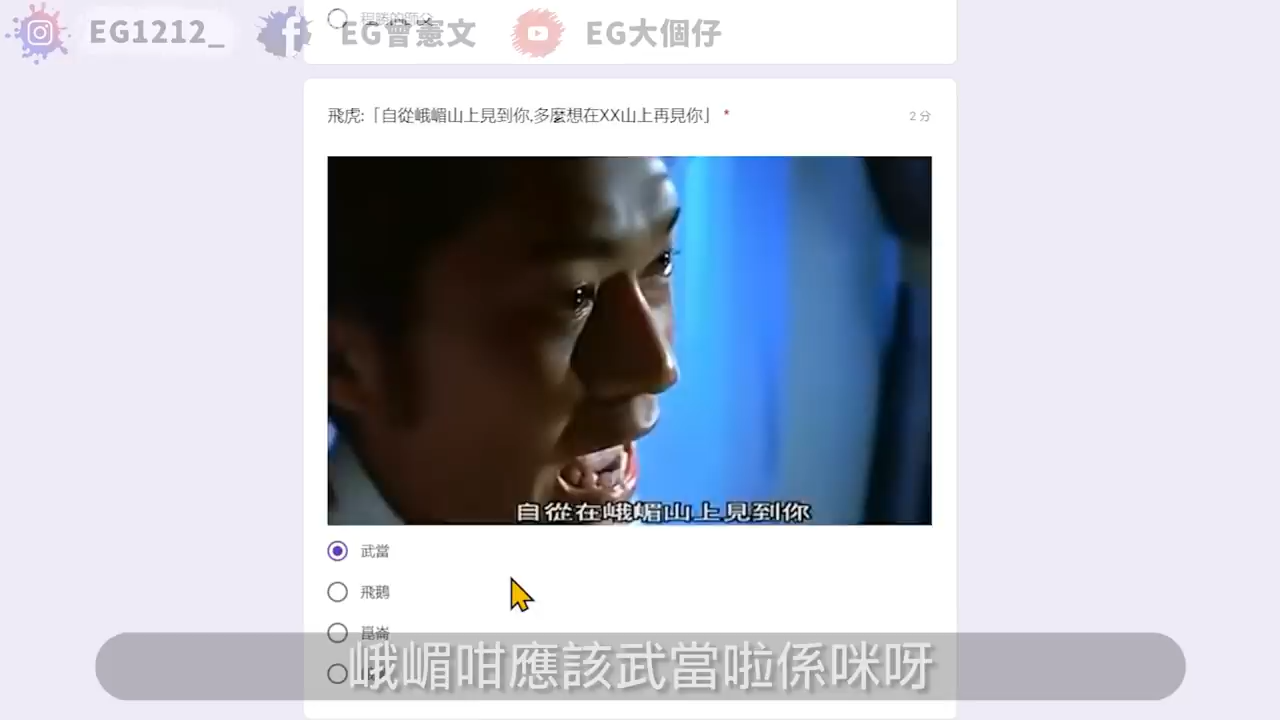 EG1212_
EG曾憲文
EG大個仔
飛虎:「自從峨嵋山上見到你,多麼想在XX山上再見你」 *
2 分
自從在峨嵋山上見到你
武當
飛鵝
崑崙
峨嵋咁應該武當啦係咪呀